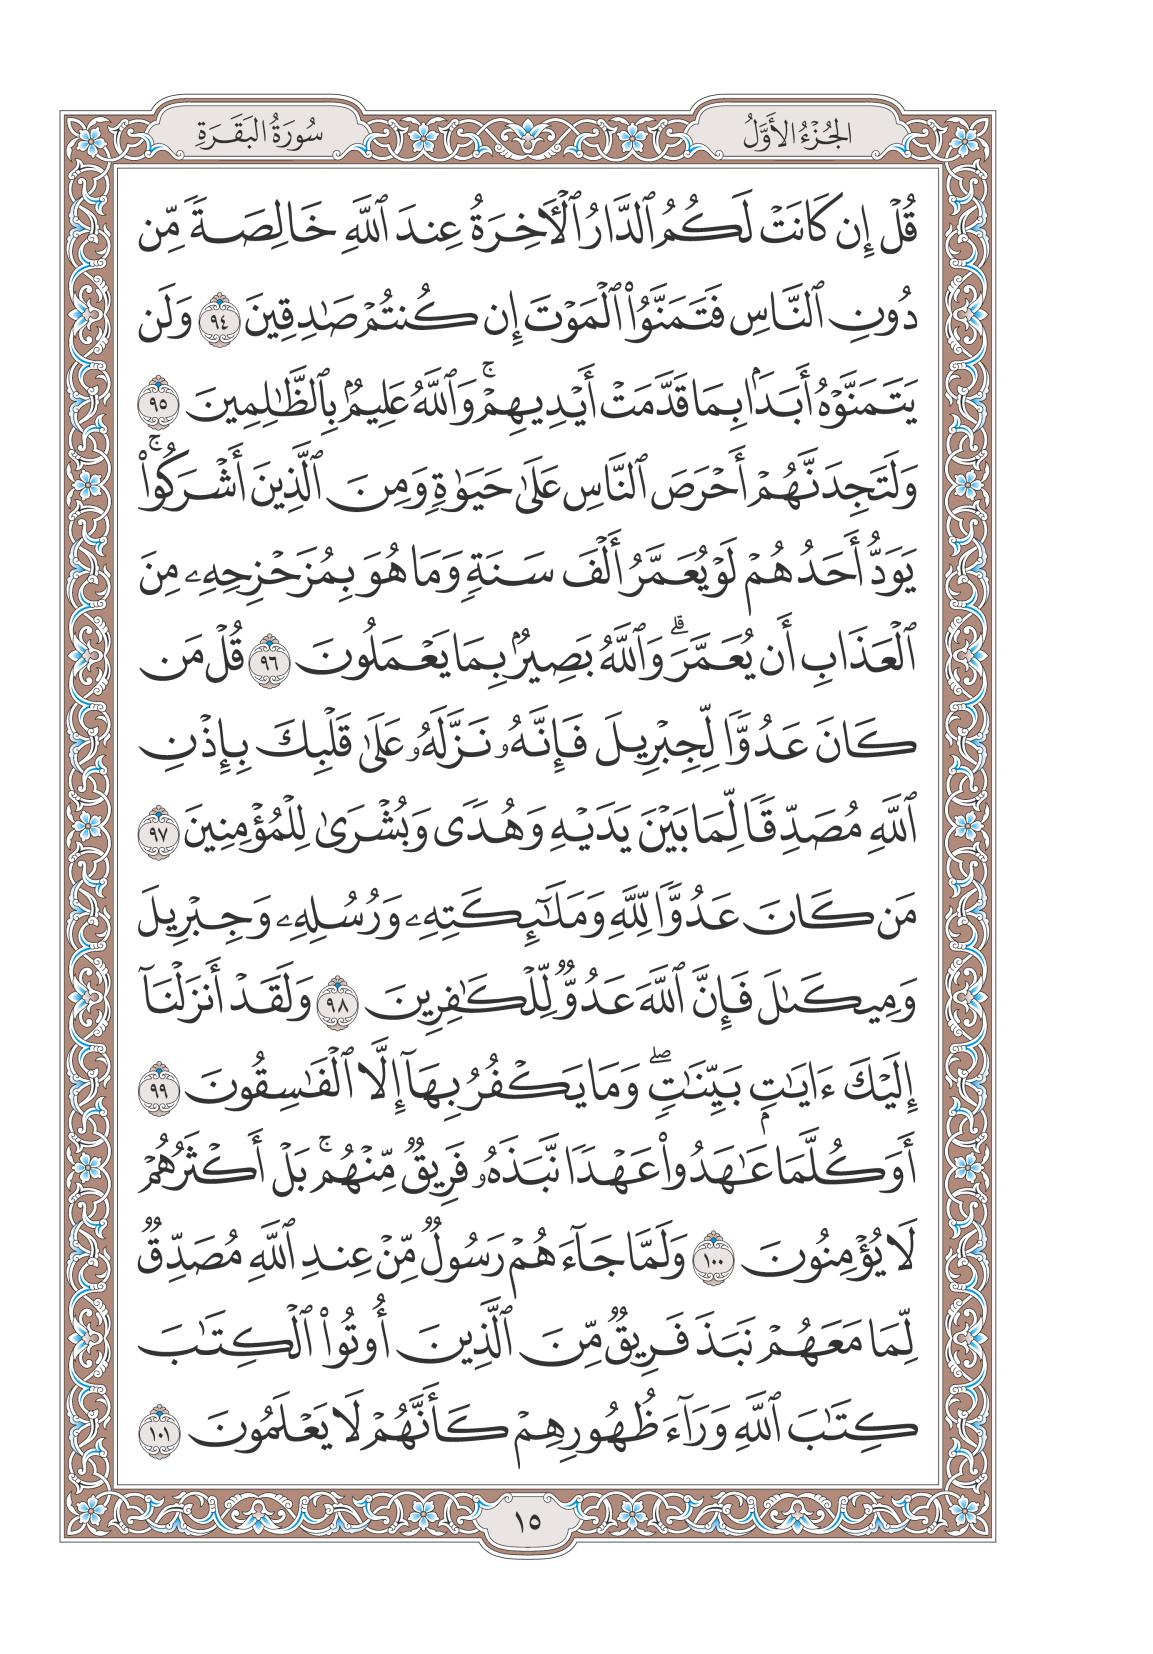 الجُزْءُ الأَوَّلُ
سُورَةُ البَقَرَةِ
قُلْ إِن كَانَتْ لَكُمُ ٱلدَّارُ ٱلْأَخِرَةُ عِندَ ٱللَّهِ خَالِصَةً مِّن
دُونِ ٱلنَّاسِ فَتَمَنَّوُا۟ ٱلْمَوْتَ إِن كُنتُمْ صَٰدِقِينَ ٩٤ وَلَن
يَتَمَنَّوْهُ أَبَدًۢا بِمَا قَدَّمَتْ أَيْدِيهِمْ ۚ وَٱللَّهُ عَلِيمٌۢ بِٱلظَّٰلِمِينَ ٩٥
وَلَتَجِدَنَّهُمْ أَحْرَصَ ٱلنَّاسِ عَلَىٰ حَيَوٰةٍ وَمِنَ ٱلَّذِينَ أَشْرَكُوا۟ ۚ
يَوَدُّ أَحَدُهُمْ لَوْ يُعَمَّرُ أَلْفَ سَنَةٍ وَمَا هُوَ بِمُزَحْزِحِهِۦ مِنَ
ٱلْعَذَابِ أَن يُعَمَّرَ ۗ وَٱللَّهُ بَصِيرٌۢ بِمَا يَعْمَلُونَ ٩٦ قُلْ مَن
كَانَ عَدُوًّا لِّجِبْرِيلَ فَإِنَّهُۥ نَزَّلَهُۥ عَلَىٰ قَلْبِكَ بِإِذْنِ
ٱللَّهِ مُصَدِّقًا لِّمَا بَيْنَ يَدَيْهِ وَهُدًى وَبُشْرَىٰ لِلْمُؤْمِنِينَ ٩٧
مَن كَانَ عَدُوًّا لِّلَّهِ وَمَلَٰٓئِكَتِهِۦ وَرُسُلِهِۦ وَجِبْرِيلَ
وَمِيكَىٰلَ فَإِنَّ ٱللَّهَ عَدُوٌّ لِّلْكَٰفِرِينَ ٩٨ وَلَقَدْ أَنزَلْنَآ
إِلَيْكَ ءَايَٰتٍۭ بَيِّنَٰتٍ ۖ وَمَا يَكْفُرُ بِهَآ إِلَّا ٱلْفَٰسِقُونَ ٩٩
أَوَكُلَّمَا عَٰهَدُوا۟ عَهْدًا نَّبَذَهُۥ فَرِيقٌ مِّنْهُم ۚ بَلْ أَكْثَرُهُمْ
لَا يُؤْمِنُونَ ١٠٠ وَلَمَّا جَآءَهُمْ رَسُولٌ مِّنْ عِندِ ٱللَّهِ مُصَدِّقٌ
لِّمَا مَعَهُمْ نَبَذَ فَرِيقٌ مِّنَ ٱلَّذِينَ أُوتُوا۟ ٱلْكِتَٰبَ
كِتَٰبَ ٱللَّهِ وَرَآءَ ظُهُورِهِمْ كَأَنَّهُمْ لَا يَعْلَمُونَ ١٠١
١٥